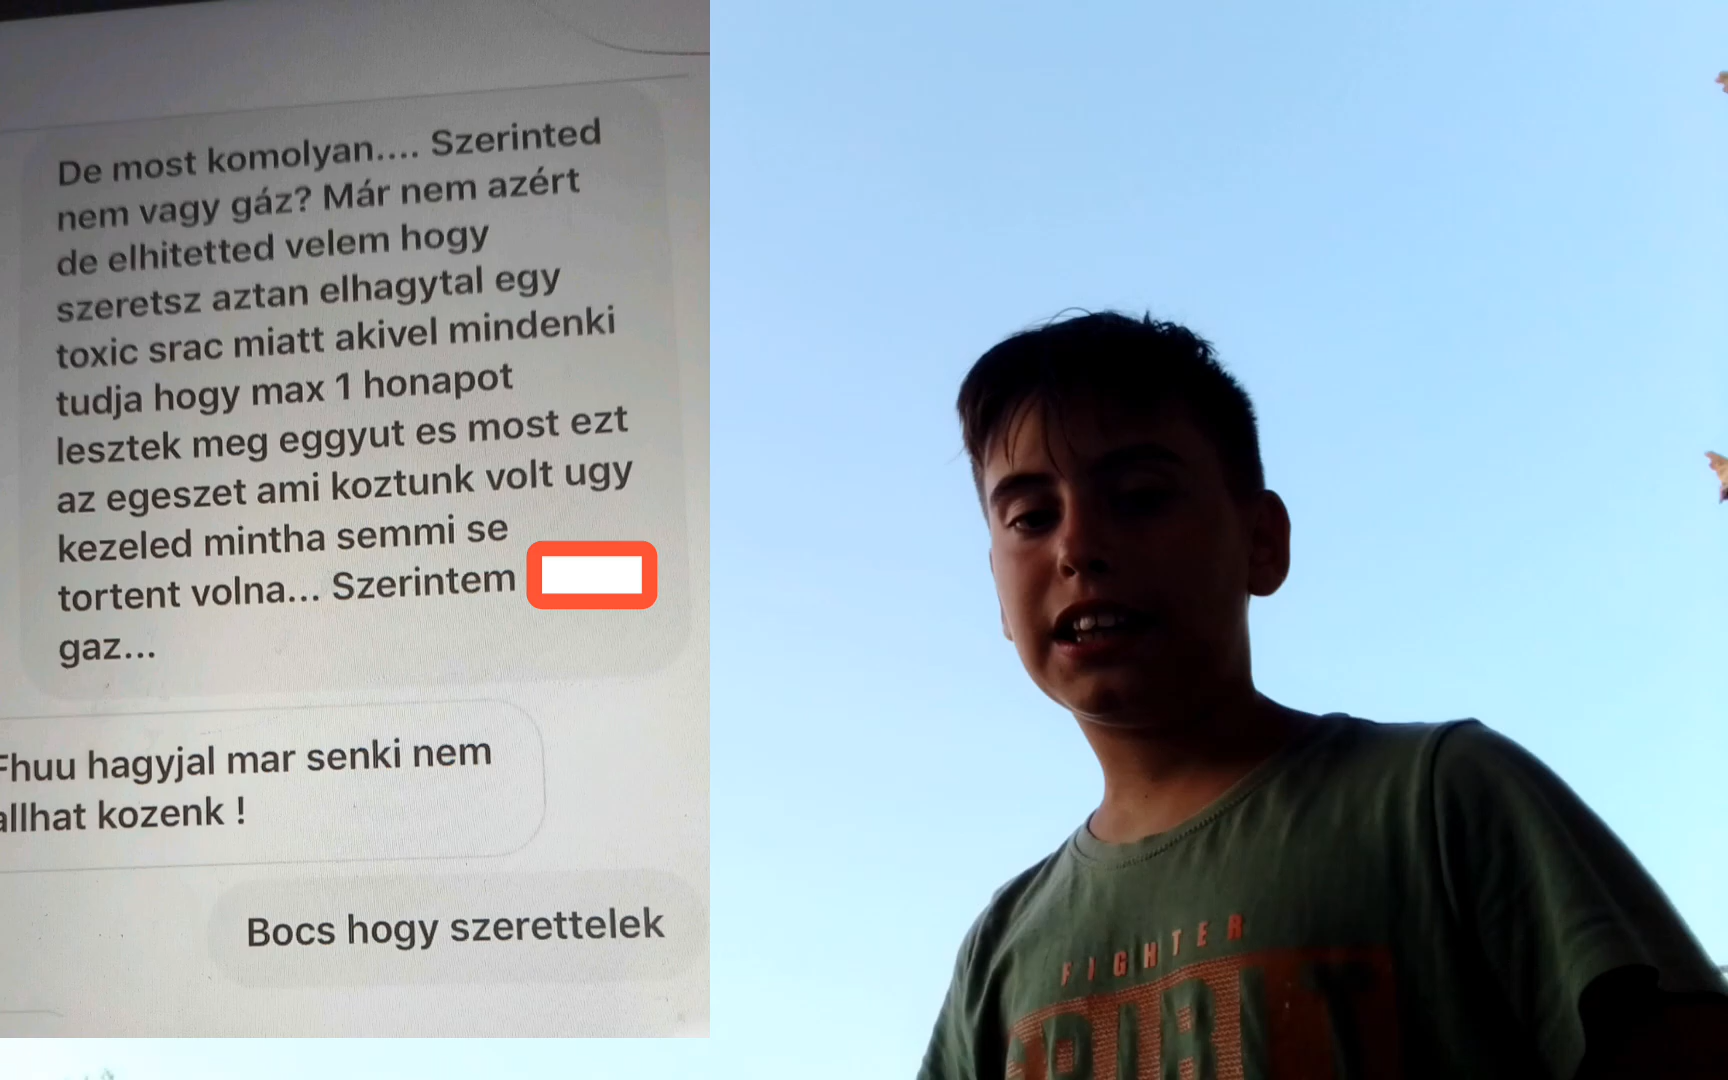 De most komolyan.... Szerinted
nem vagy gáz? Már nem azért
de elhitetted velem hogy
szeretsz aztan elhagytal egy
toxic srac miatt akivel mindenki
tudja hogy max 1 honapot
lesztek meg eggyut es most ezt
az egeszet ami koztunk volt ugy
kezeled mintha semmi se
tortent volna... Szerintem
gaz...
Fhuu hagyjal mar senki nem
allhat kozenk !
Bocs hogy szerettelek
FIGHTER
SPIRIT